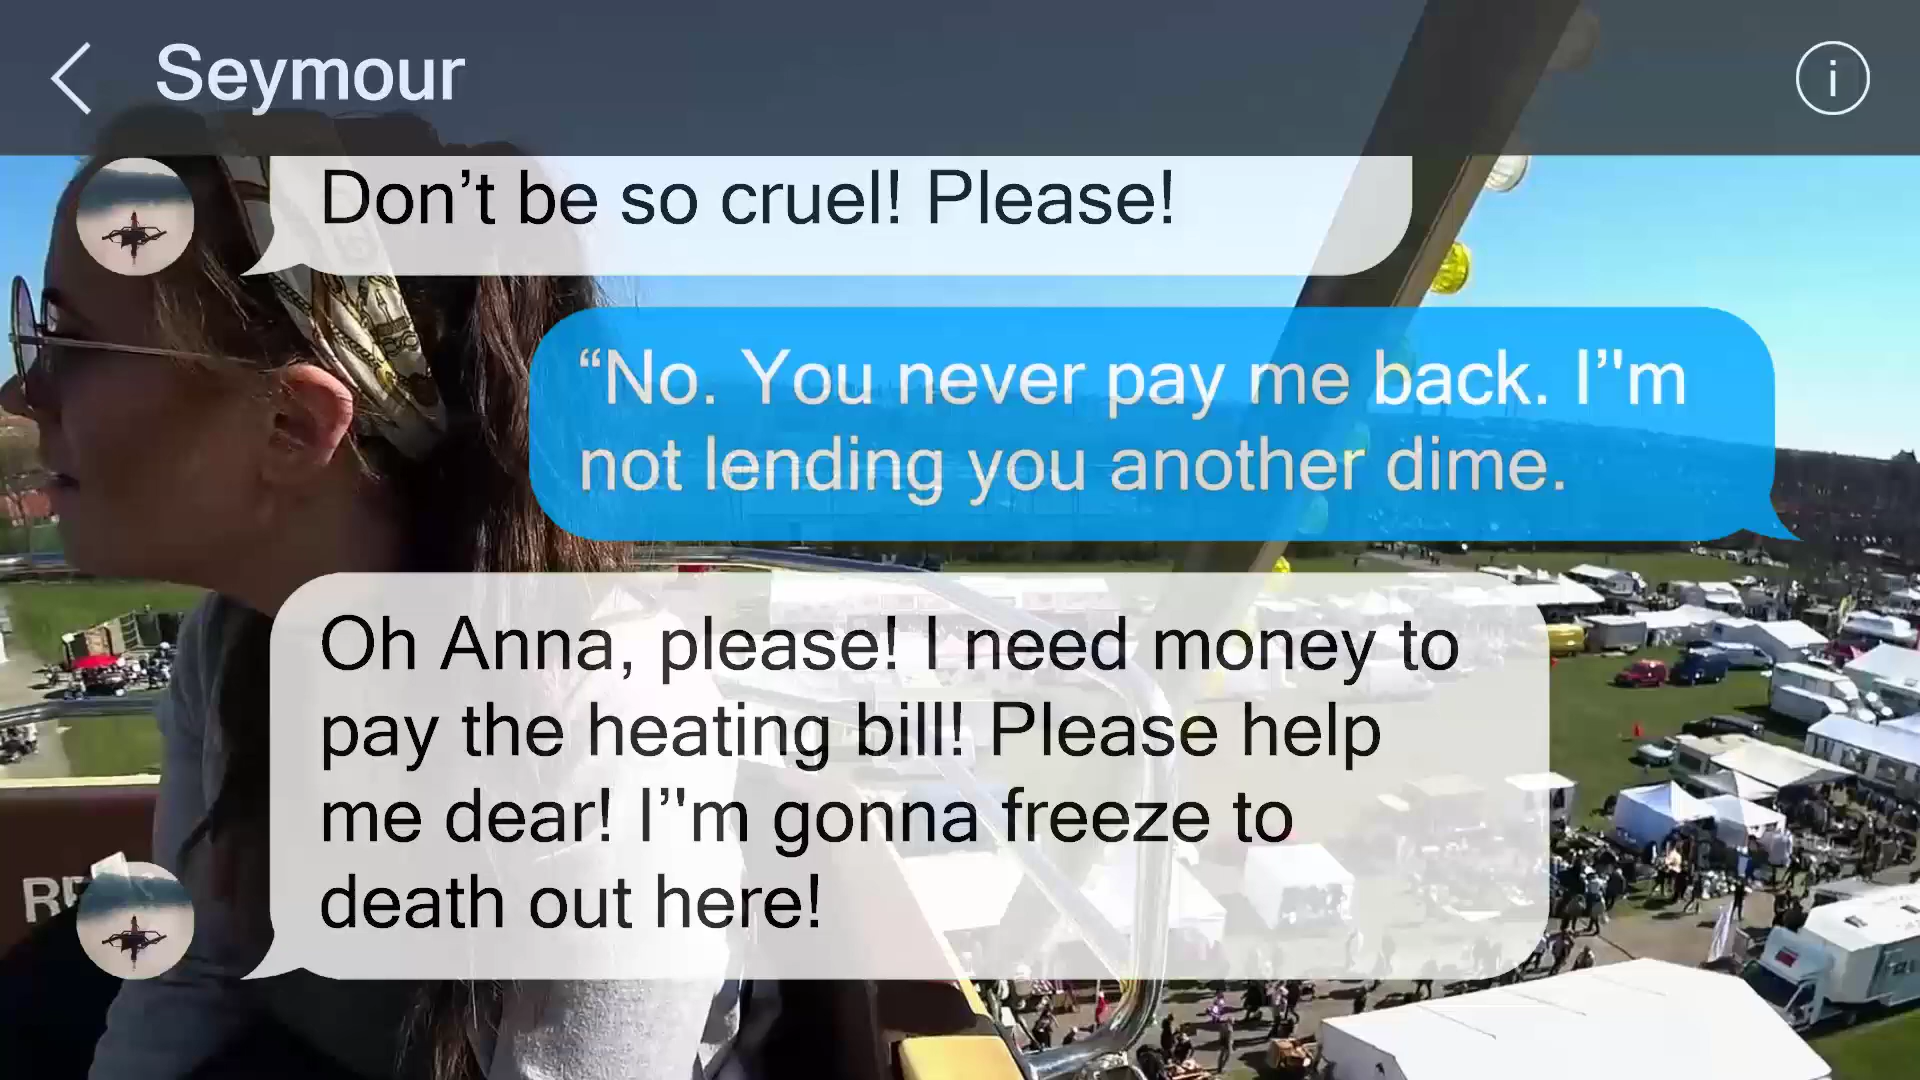 Seymour
i
Don’t be so cruel! Please!
“No. You never pay me back. I’'m
not lending you another dime.
Oh Anna, please! I need money to
pay the heating bill! Please help
me dear! I’'m gonna freeze to
death out here!